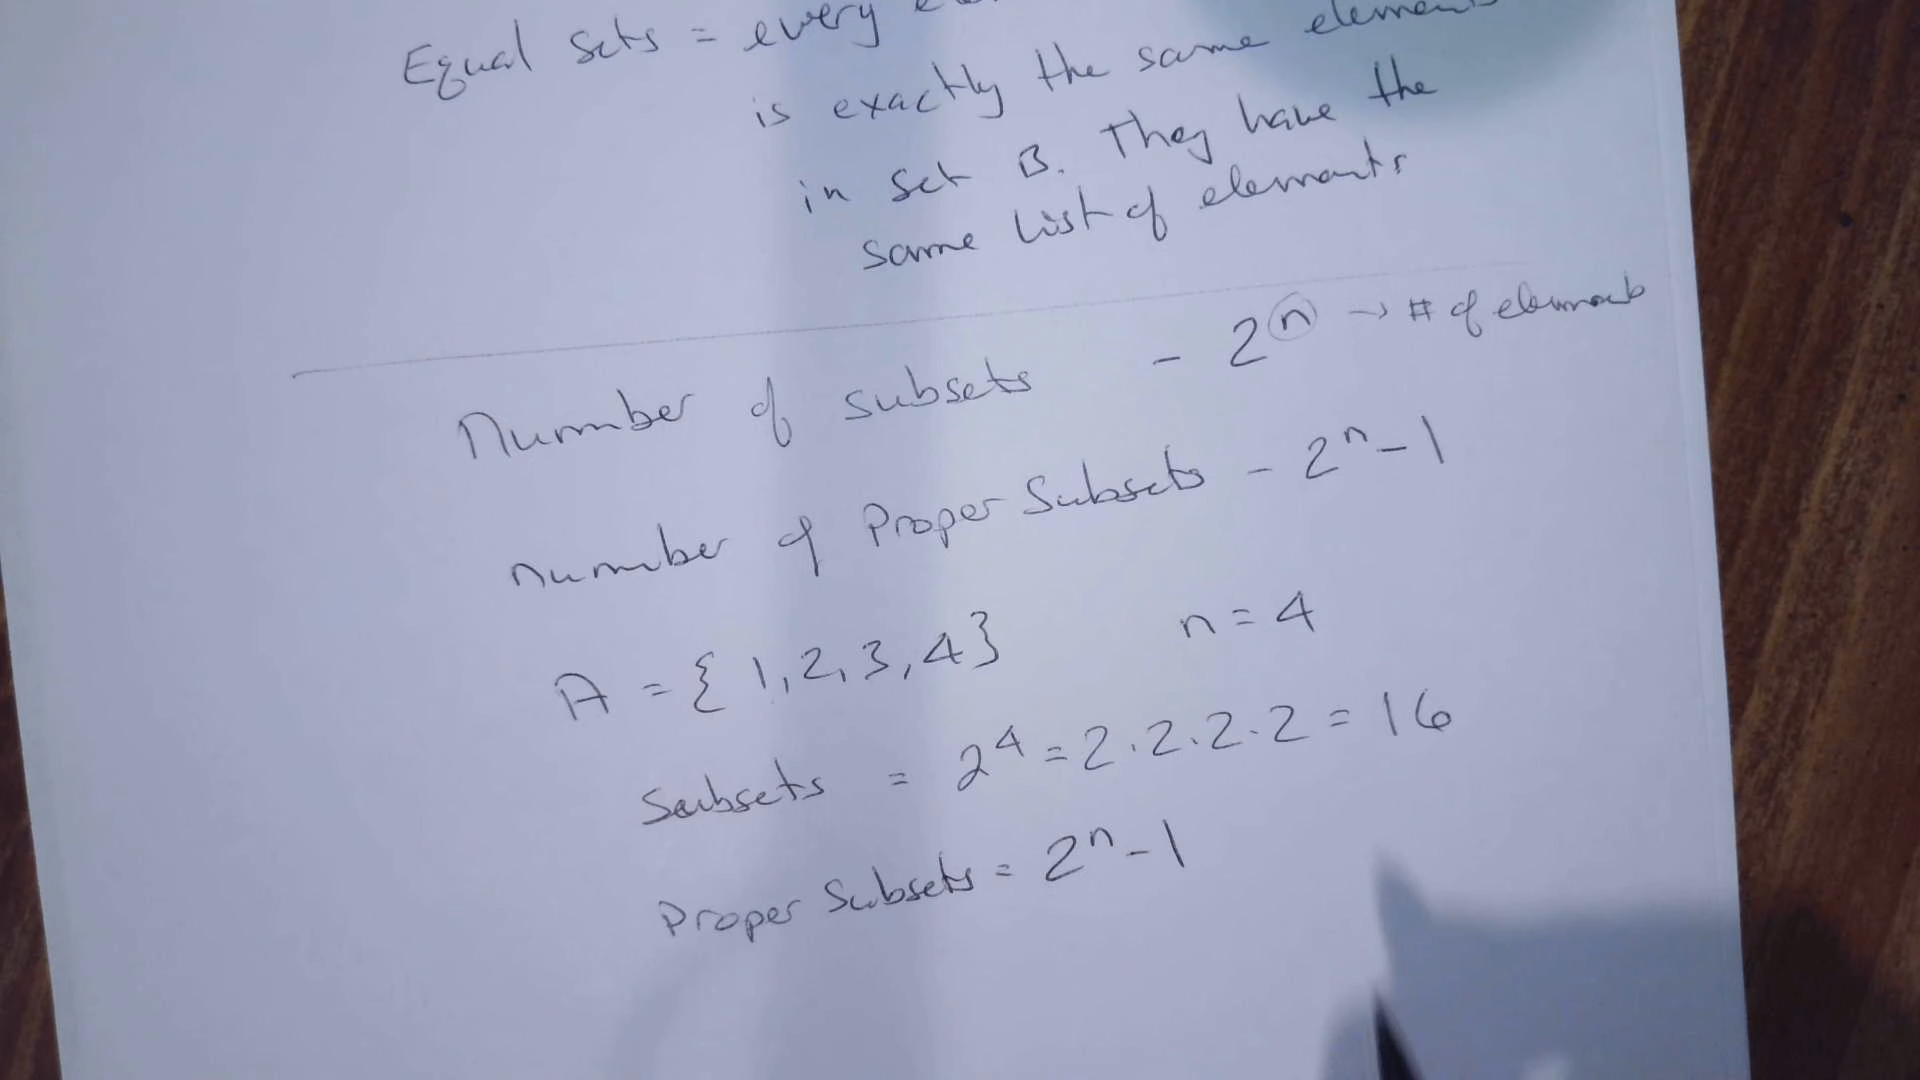 Equal Sets = every
is exactly the same elements
in Set B. They have the
same list of elements
Number of subsets - 2ⁿ → # of elements
number of Proper Subsets - 2ⁿ-1
A = {1,2,3,4} n = 4
Subsets = 2⁴ = 2·2·2·2 = 16
Proper Subsets = 2ⁿ-1